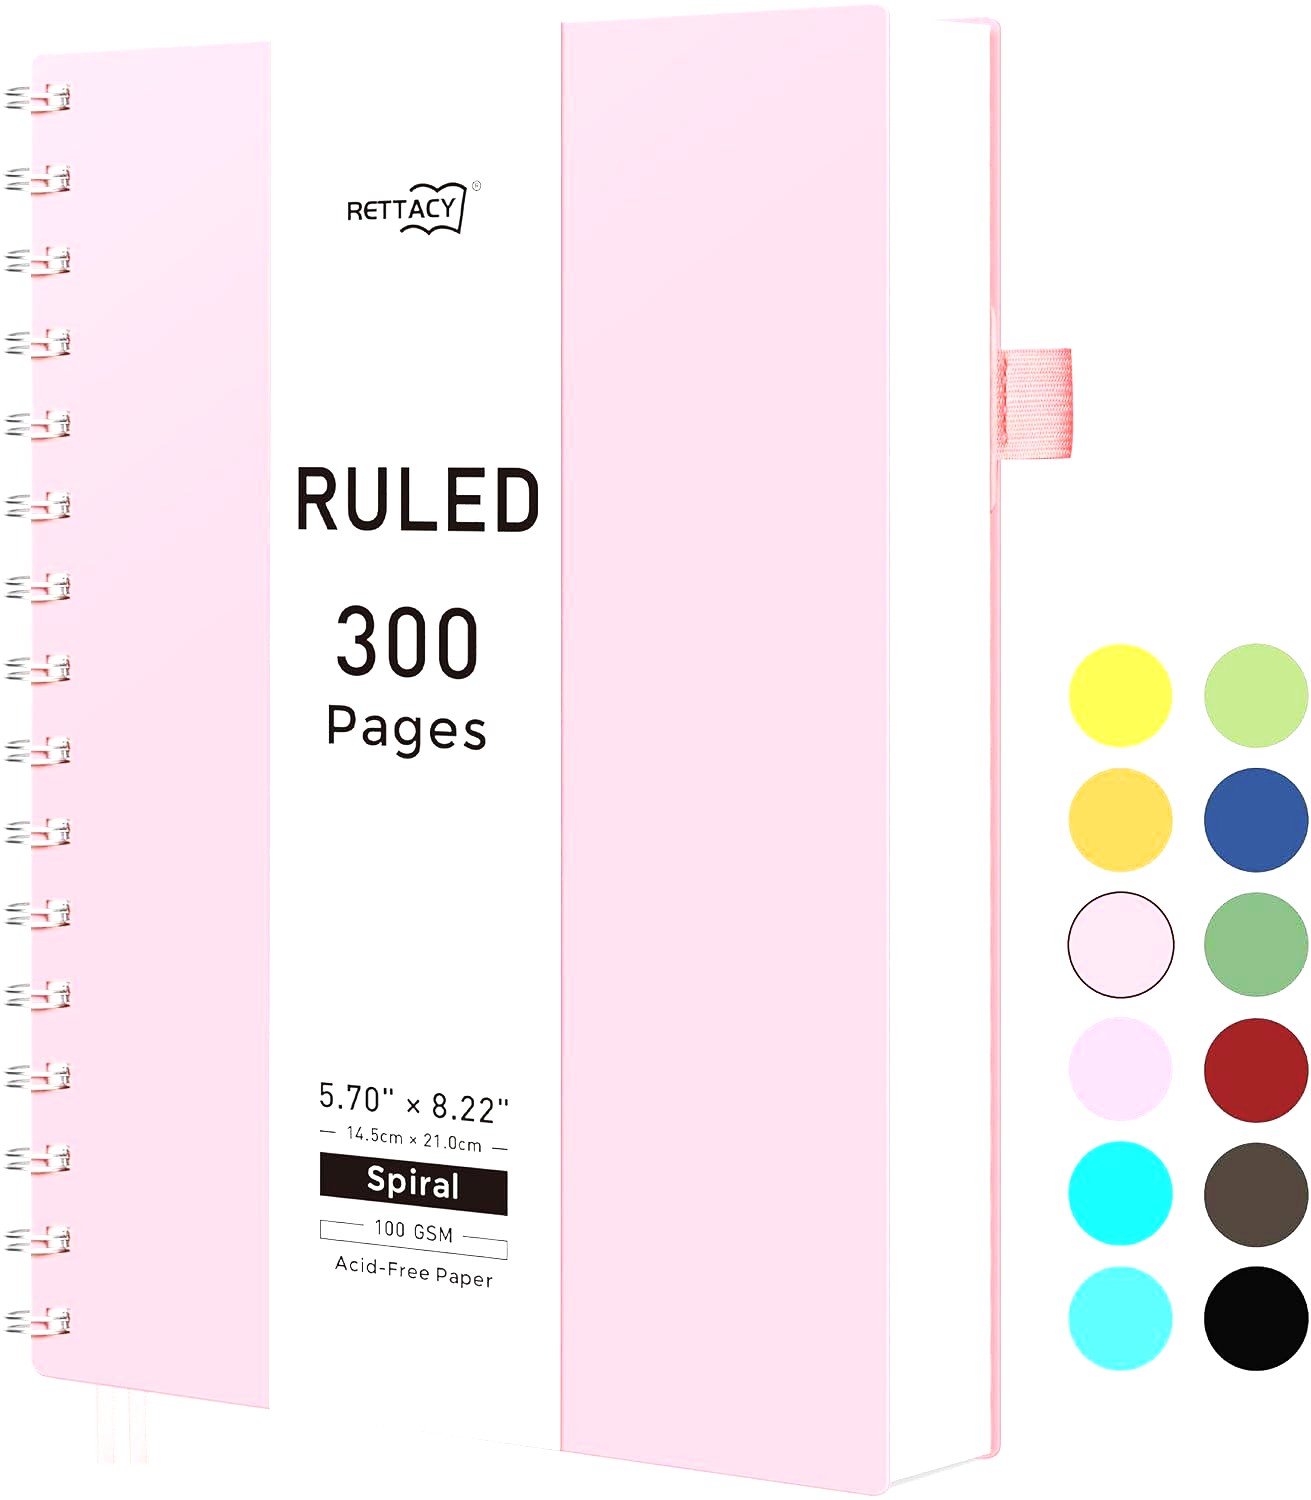 RETTACY®
RULED
300
Pages
5.70" × 8.22"
14.5cm × 21.0cm
Spiral
100 GSM
Acid-Free Paper